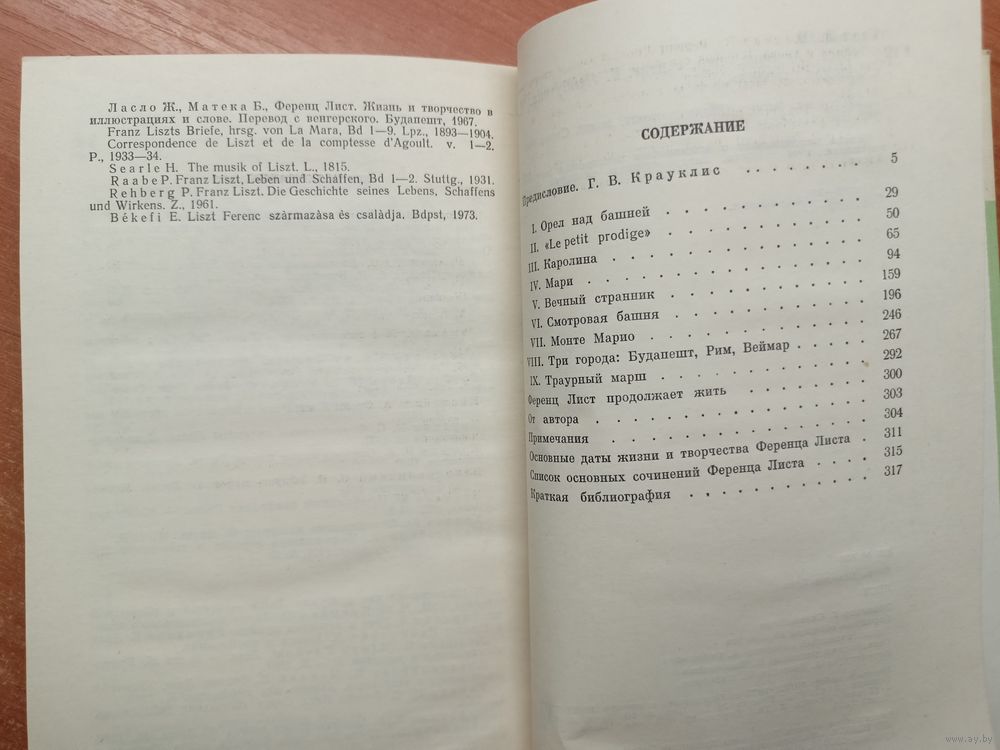 Ласло Ж., Матека Б., Ференц Лист. Жизнь и творчество в
иллюстрациях и слове. Перевод с венгерского. Будапешт, 1967.
Franz Liszts Briefe, hrsg. von La Mara, Bd 1—9. Lpz., 1893—1904.
Correspondence de Liszt et de la comptesse d'Agoult. v. 1—2.
P., 1933—34.
Searle H. The musik of Liszt. L., 1815.
Raabe P. Franz Liszt, Leben und Schaffen, Bd 1—2. Stuttg., 1931.
Rehberg P. Franz Liszt. Die Geschichte seines Lebens, Schaffens
und Wirkens. Z., 1961.
Békefi E. Liszt Ferenc szàrmazàsa és csalàdja. Bdpst, 1973.
СОДЕРЖАНИЕ
Предисловие. Г. В. Крауклис . . . . . . 5
I. Орел над башней . . . . . . . . . 29
II. «Le petit prodige» . . . . . . . . . 50
III. Каролина . . . . . . . . . . . 65
IV. Мари . . . . . . . . . . . . 94
V. Вечный странник . . . . . . . . . 159
VI. Смотровая башня . . . . . . . . . 196
VII. Монте Марио . . . . . . . . . . 246
VIII. Три города: Будапешт, Рим, Веймар . . . . 267
IX. Траурный марш . . . . . . . . . . 292
Ференц Лист продолжает жить . . . . . . 300
От автора . . . . . . . . . . . . 303
Примечания . . . . . . . . . . . . 304
Основные даты жизни и творчества Ференца Листа . 311
Список основных сочинений Ференца Листа . . . . 315
Краткая библиография . . . . . . . . . 317
www.ay.by